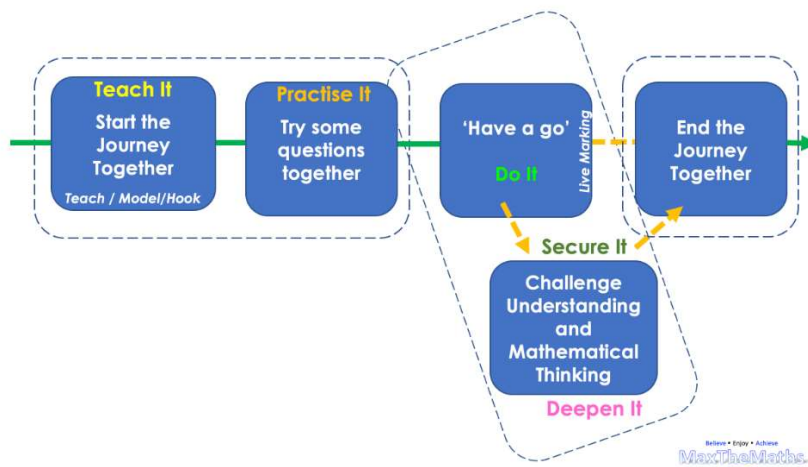 Teach It
Start the
Journey
Together
Teach / Model/Hook
Practise It
Try some
questions
together
‘Have a go’
Do It
Live Marking
End the
Journey
Together
Secure It
Challenge
Understanding
and
Mathematical
Thinking
Deepen It
Believe • Enjoy • Achieve
MaxTheMaths